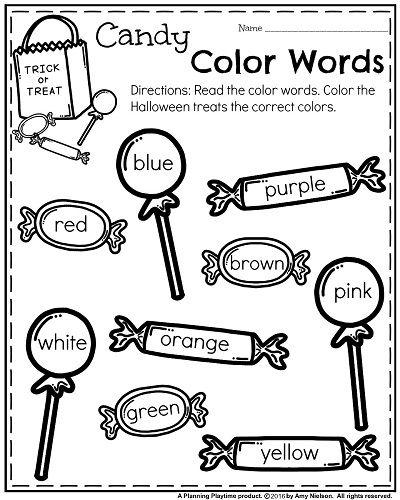 Candy
Name
Color Words
TRICK
OR
TREAT
Directions: Read the color words. Color the
Halloween treats the correct colors.
blue
purple
red
brown
pink
white
orange
green
yellow
A Planning Playtime product. ©2016 by Amy Nielson. All rights reserved.